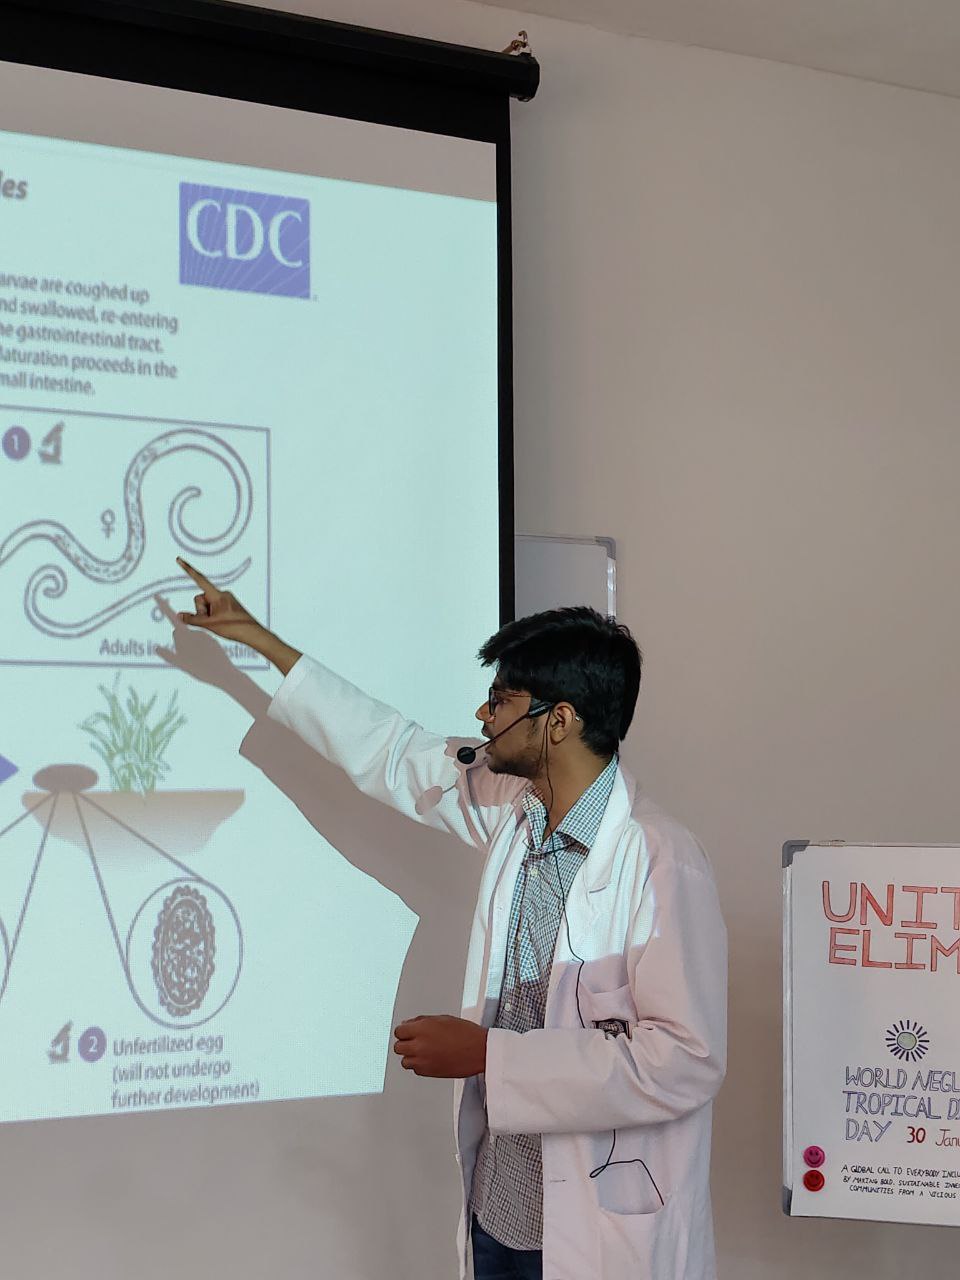 CDC
arvae are coughed up
nd swallowed, re-entering
he gastrointestinal tract.
aturation proceeds in the
mall intestine.
1
♀
Adults in
2 Unfertilized egg
(will not undergo
further development)
UNIT
ELIM
WORLD NEGL
TROPICAL D
DAY 30 Janu
A GLOBAL CALL TO EVERYBODY INCLU
BY MAKING BOLD, SUSTAINABLE INVE
COMMUNITIES FROM A VICIOUS